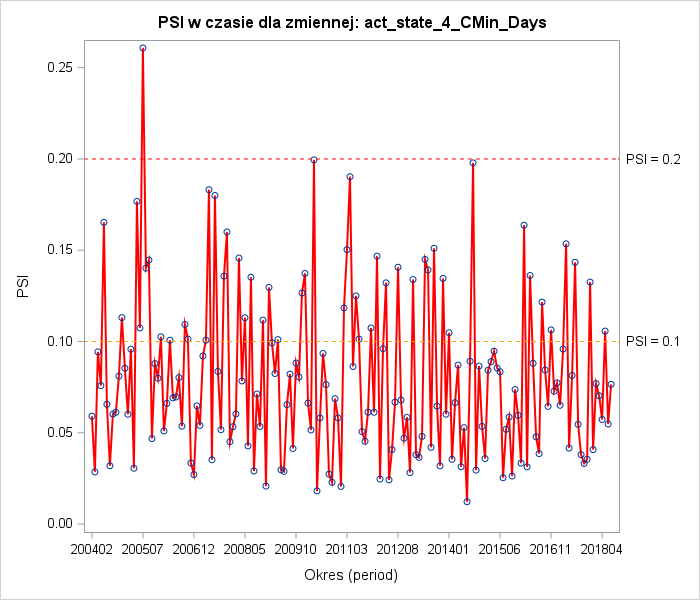 PSI w czasie dla zmiennej: act_state_4_CMin_Days
0.25
0.20
PSI = 0.2
0.15
PSI
0.10
PSI = 0.1
0.05
0.00
200402 200507 200612 200805 200910 201103 201208 201401 201506 201611 201804
Okres (period)